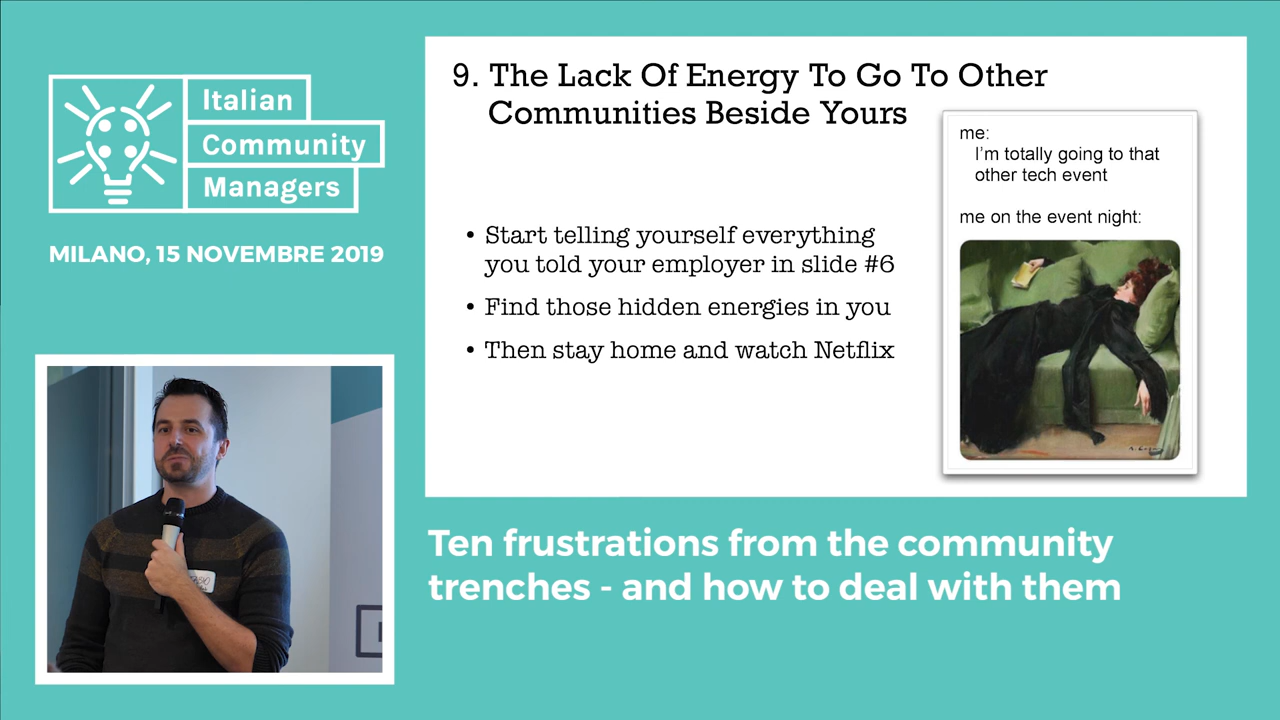 Italian
Community
Managers
MILANO, 15 NOVEMBRE 2019
9. The Lack Of Energy To Go To Other
Communities Beside Yours
• Start telling yourself everything
you told your employer in slide #6
• Find those hidden energies in you
• Then stay home and watch Netflix
me:
I'm totally going to that
other tech event
me on the event night:
Ten frustrations from the community
trenches - and how to deal with them